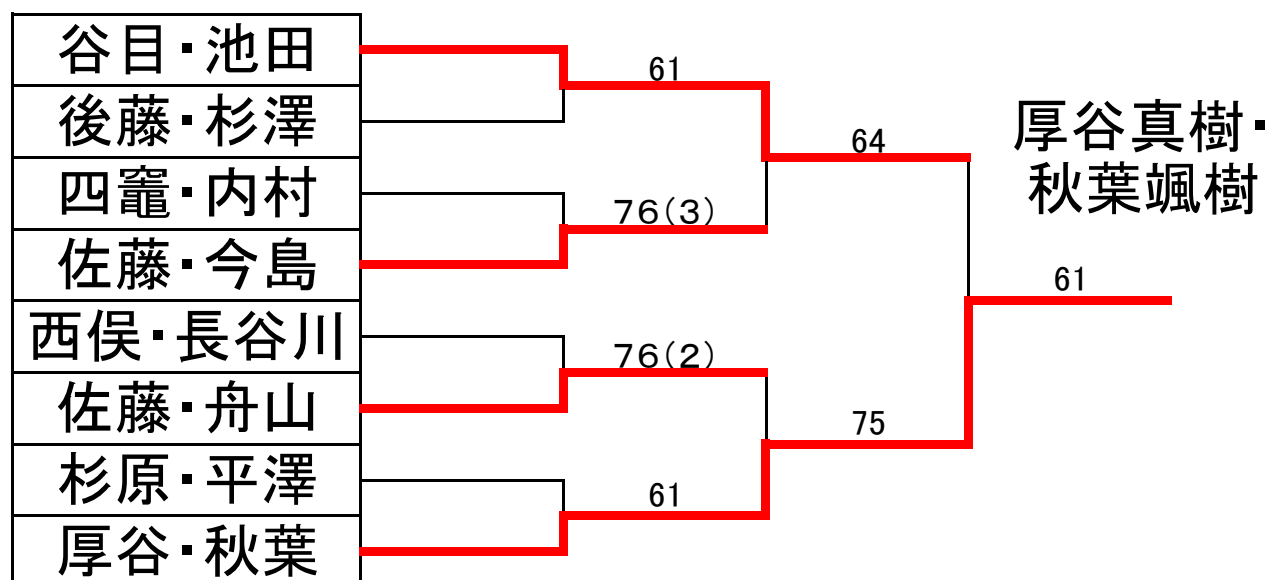 谷目・池田
後藤・杉澤
四竈・内村
佐藤・今島
西俣・長谷川
佐藤・舟山
杉原・平澤
厚谷・秋葉
61
76(3)
76(2)
61
64
75
厚谷真樹・
秋葉颯樹
61